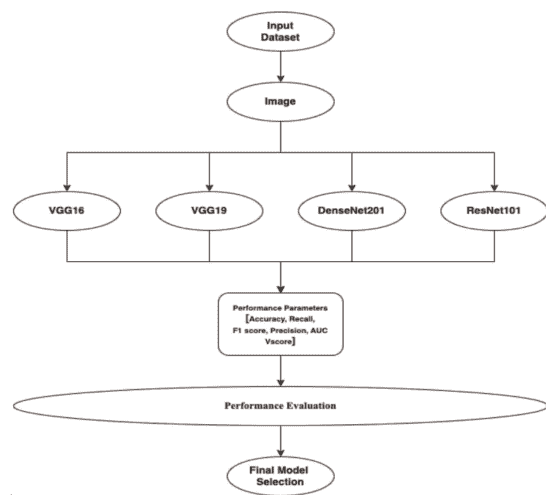 Input
Dataset
Image
VGG16
VGG19
DenseNet201
ResNet101
Performance Parameters
[Accuracy, Recall,
F1 score, Precision, AUC
Vscore]
Performance Evaluation
Final Model
Selection